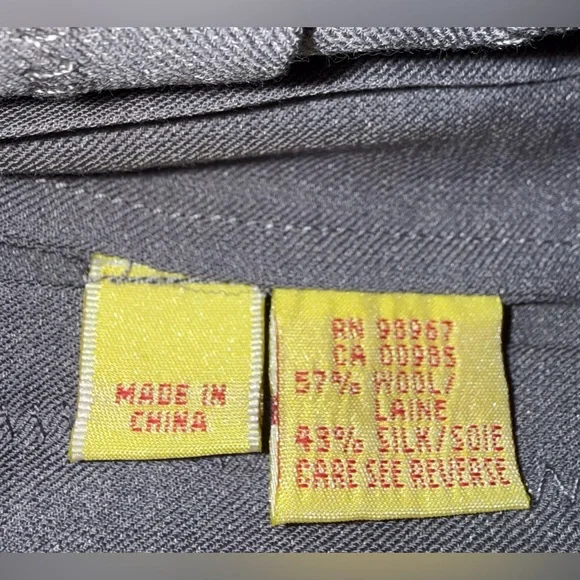 MADE IN
CHINA
RN 98967
CA 00985
57% WOOL/
LAINE
43% SILK/SOIE
CARE SEE REVERSE